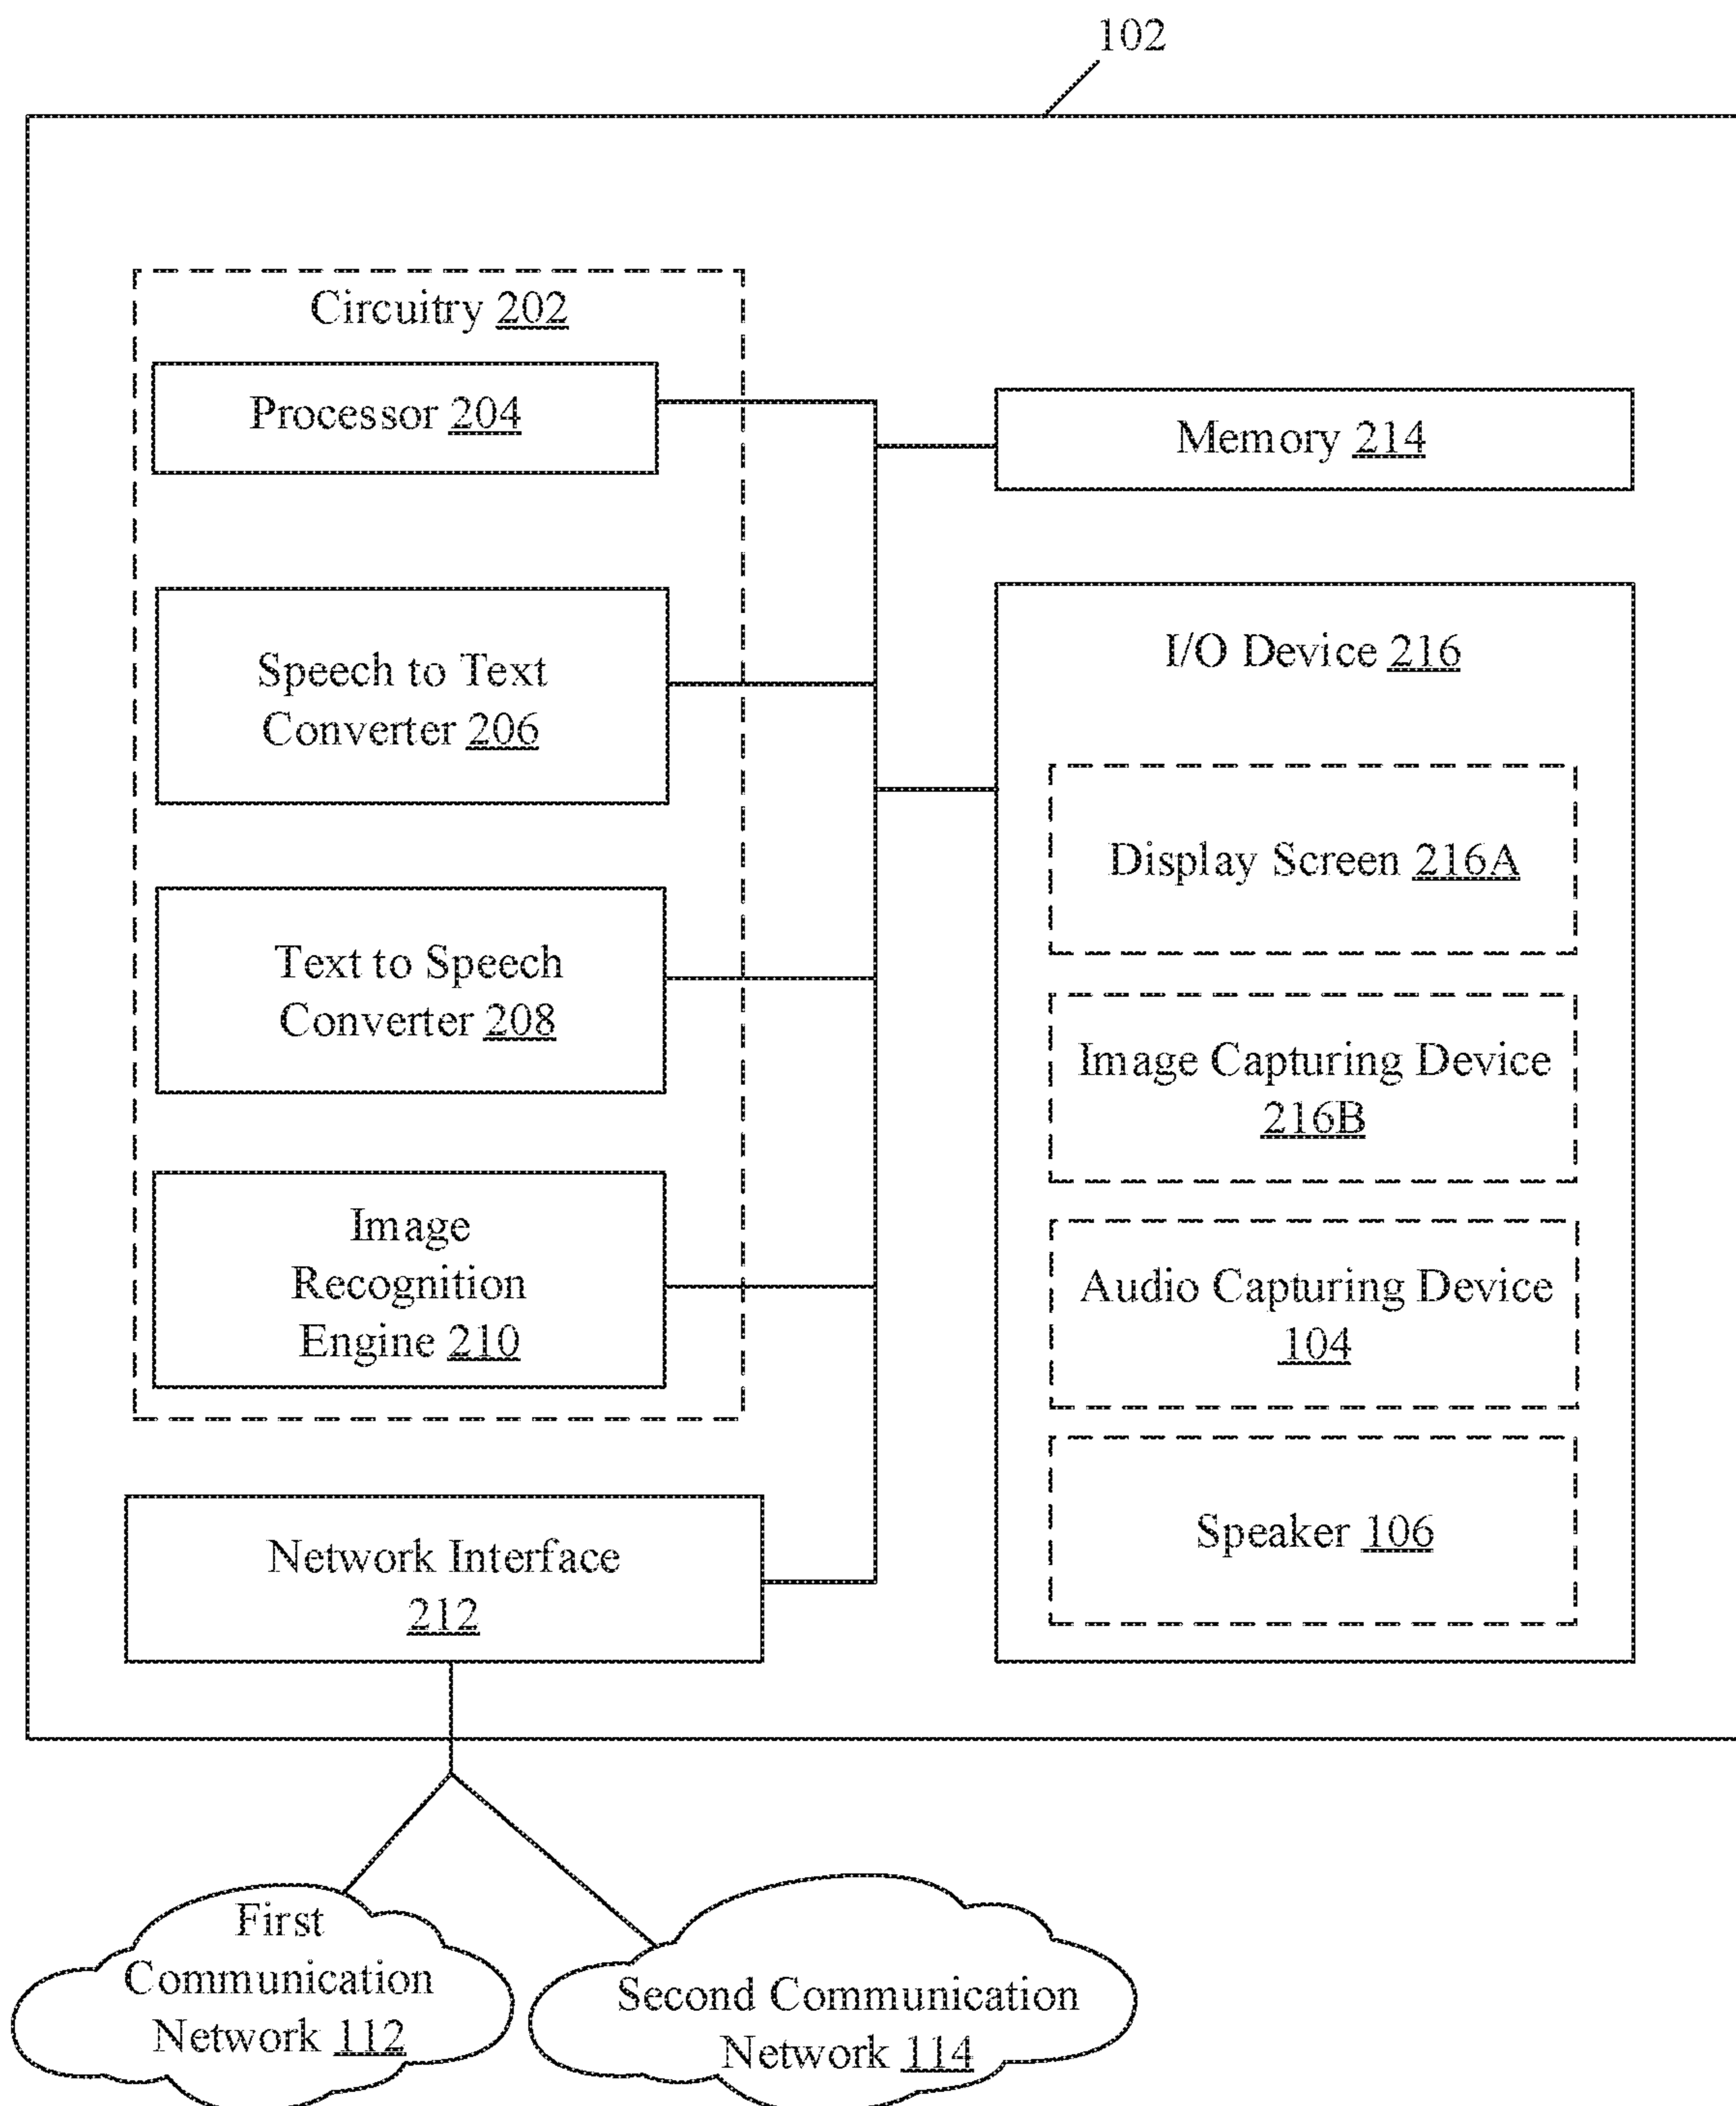 102
Circuitry 202
Processor 204
Speech to Text
Converter 206
Text to Speech
Converter 208
Image
Recognition
Engine 210
Network Interface
212
Memory 214
I/O Device 216
Display Screen 216A
Image Capturing Device
216B
Audio Capturing Device
104
Speaker 106
First
Communication
Network 112
Second Communication
Network 114